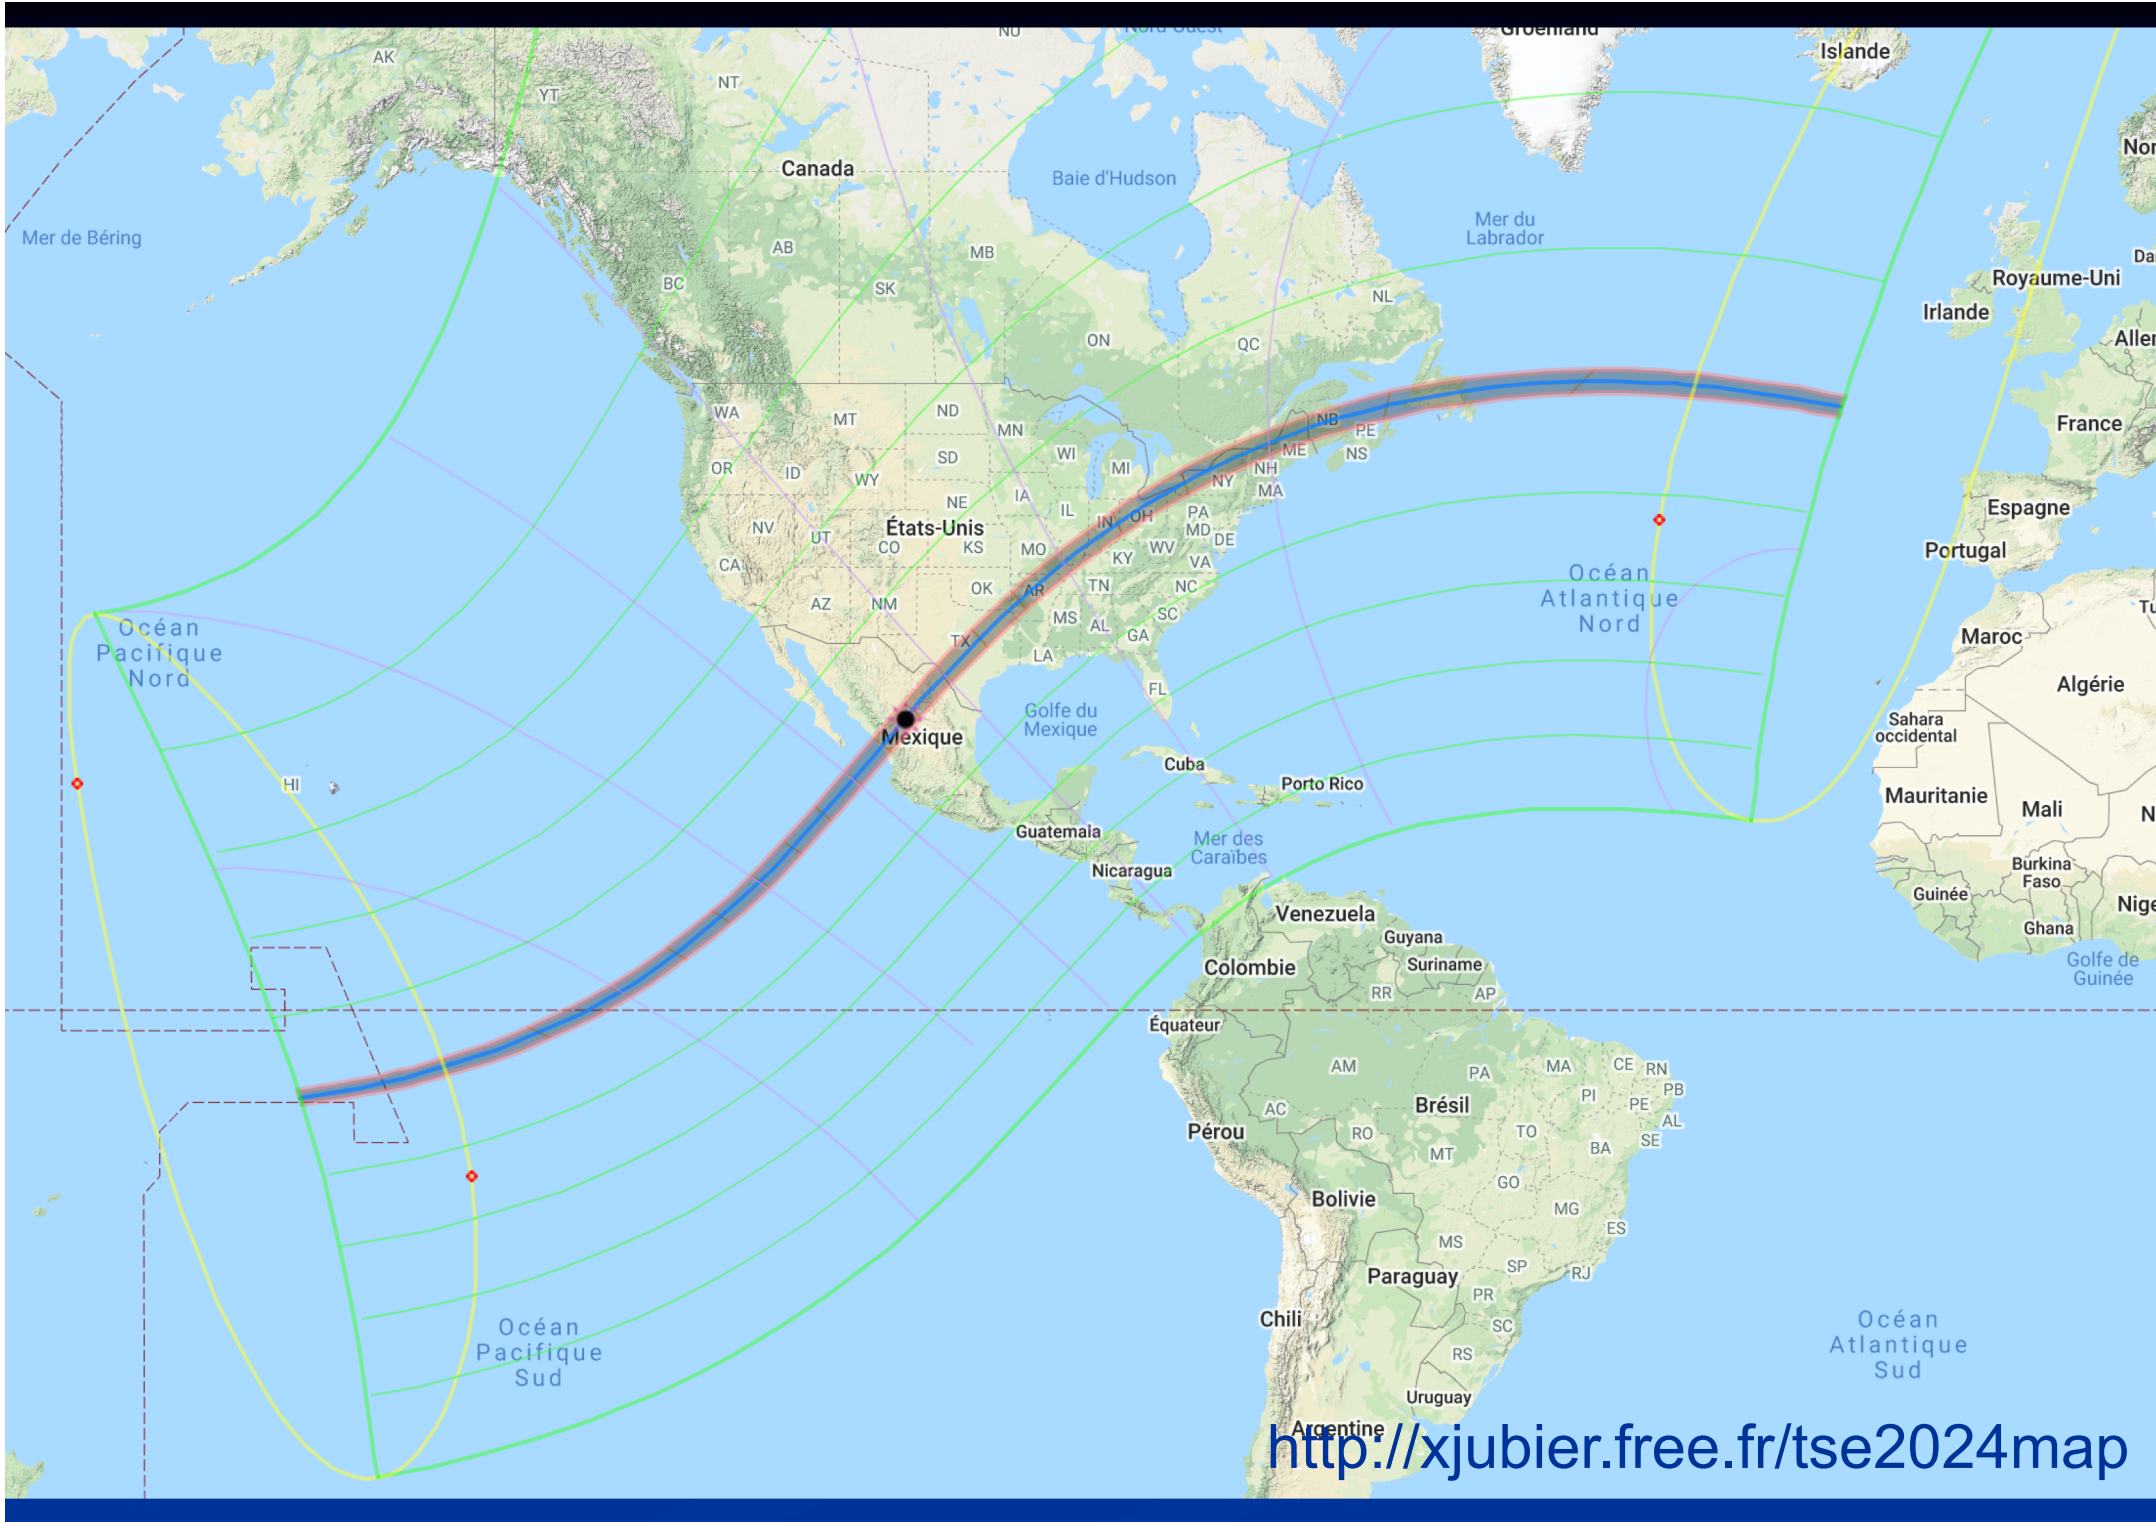 NU
Nord-Ouest
Groenland
Islande
AK
NT
YT
Nor
Canada
Baie d'Hudson
Mer du
Labrador
Mer de Béring
AB
MB
BC
SK
NL
Da
Royaume-Uni
Irlande
ON
QC
Aller
WA
MT
ND
MN
NB
PE
France
OR
ID
WY
SD
WI
MI
ME
NS
NH
NY
MA
NE
IA
IL
IN
OH
PA
MD
DE
Espagne
NV
UT
États-Unis
CO
KS
MO
KY
WV
VA
Portugal
CA
AZ
NM
OK
AR
TN
NC
Océan
Atlantique
Nord
MS
AL
SC
GA
Tu
Maroc
TX
LA
Océan
Pacifique
Nord
FL
Algérie
Golfe du
Mexique
Mexique
Sahara
occidental
Cuba
Porto Rico
HI
Mauritanie
Mali
N
Guatemala
Mer des
Caraïbes
Nicaragua
Burkina
Faso
Guinée
Nige
Venezuela
Ghana
Guyana
Colombie
Suriname
Golfe de
Guinée
RR
AP
Équateur
AM
PA
MA
CE
RN
PI
PB
PE
AC
Brésil
AL
Pérou
RO
TO
SE
MT
BA
GO
Bolivie
MG
ES
MS
SP
RJ
Paraguay
PR
Chili
SC
Océan
Pacifique
Sud
Océan
Atlantique
Sud
RS
Uruguay
Argentine
http://xjubier.free.fr/tse2024map